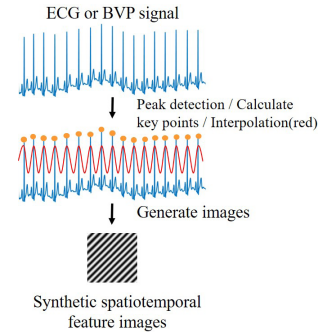 ECG or BVP signal
Peak detection / Calculate
key points / Interpolation(red)
Generate images
Synthetic spatiotemporal
feature images